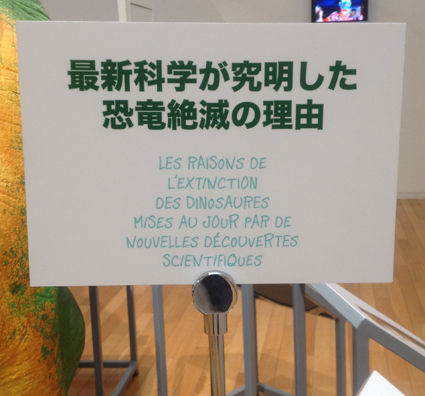 最新科学が究明した
恐竜絶滅の理由
LES RAISONS DE
L'EXTINCTION
DES DINOSAURES
MISES AU JOUR PAR DE
NOUVELLES DÉCOUVERTES
SCIENTIFIQUES